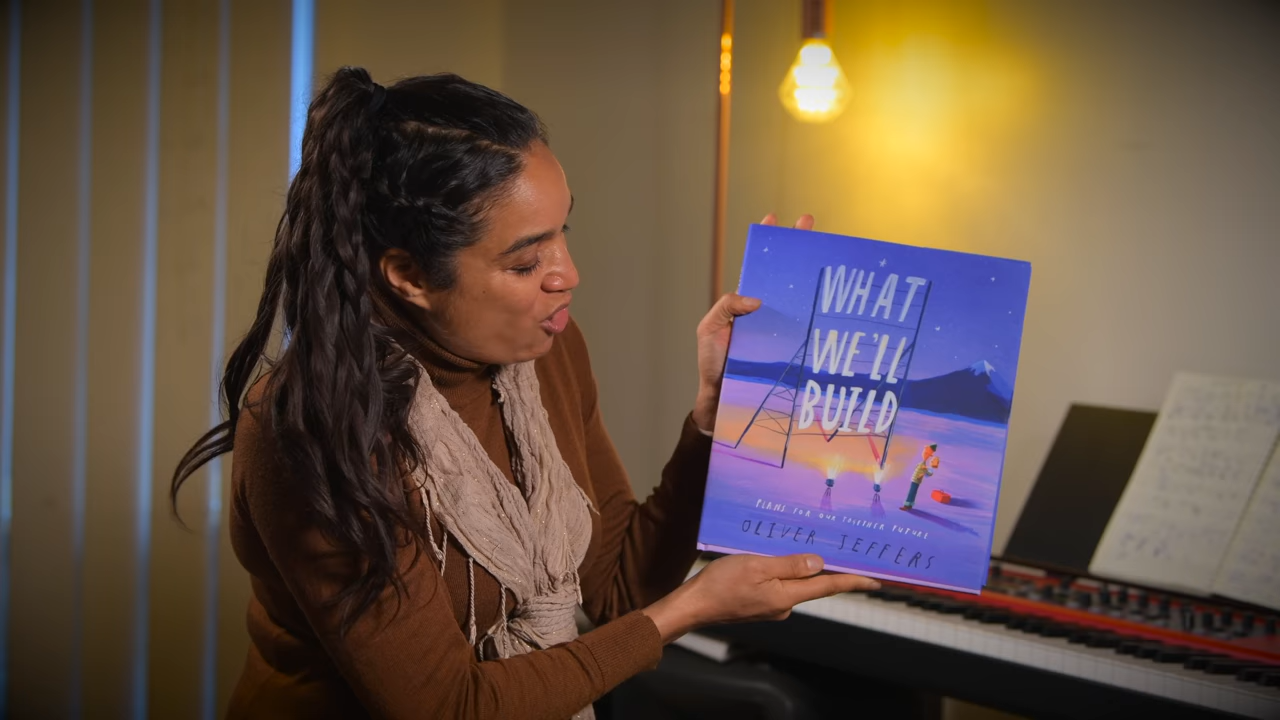 WHAT
WE'LL
BUILD
PLANS FOR OUR TOGETHER FUTURE
OLIVER JEFFERS